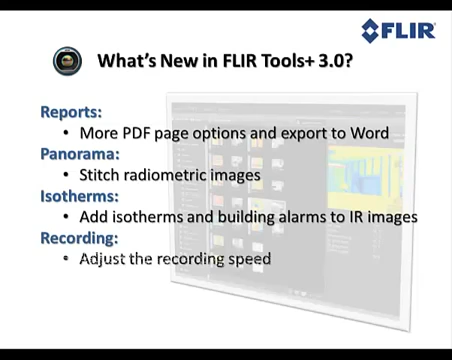 FLIR
What's New in FLIR Tools+ 3.0?
Reports:
• More PDF page options and export to Word
Panorama:
• Stitch radiometric images
Isotherms:
• Add isotherms and building alarms to IR images
Recording:
• Adjust the recording speed